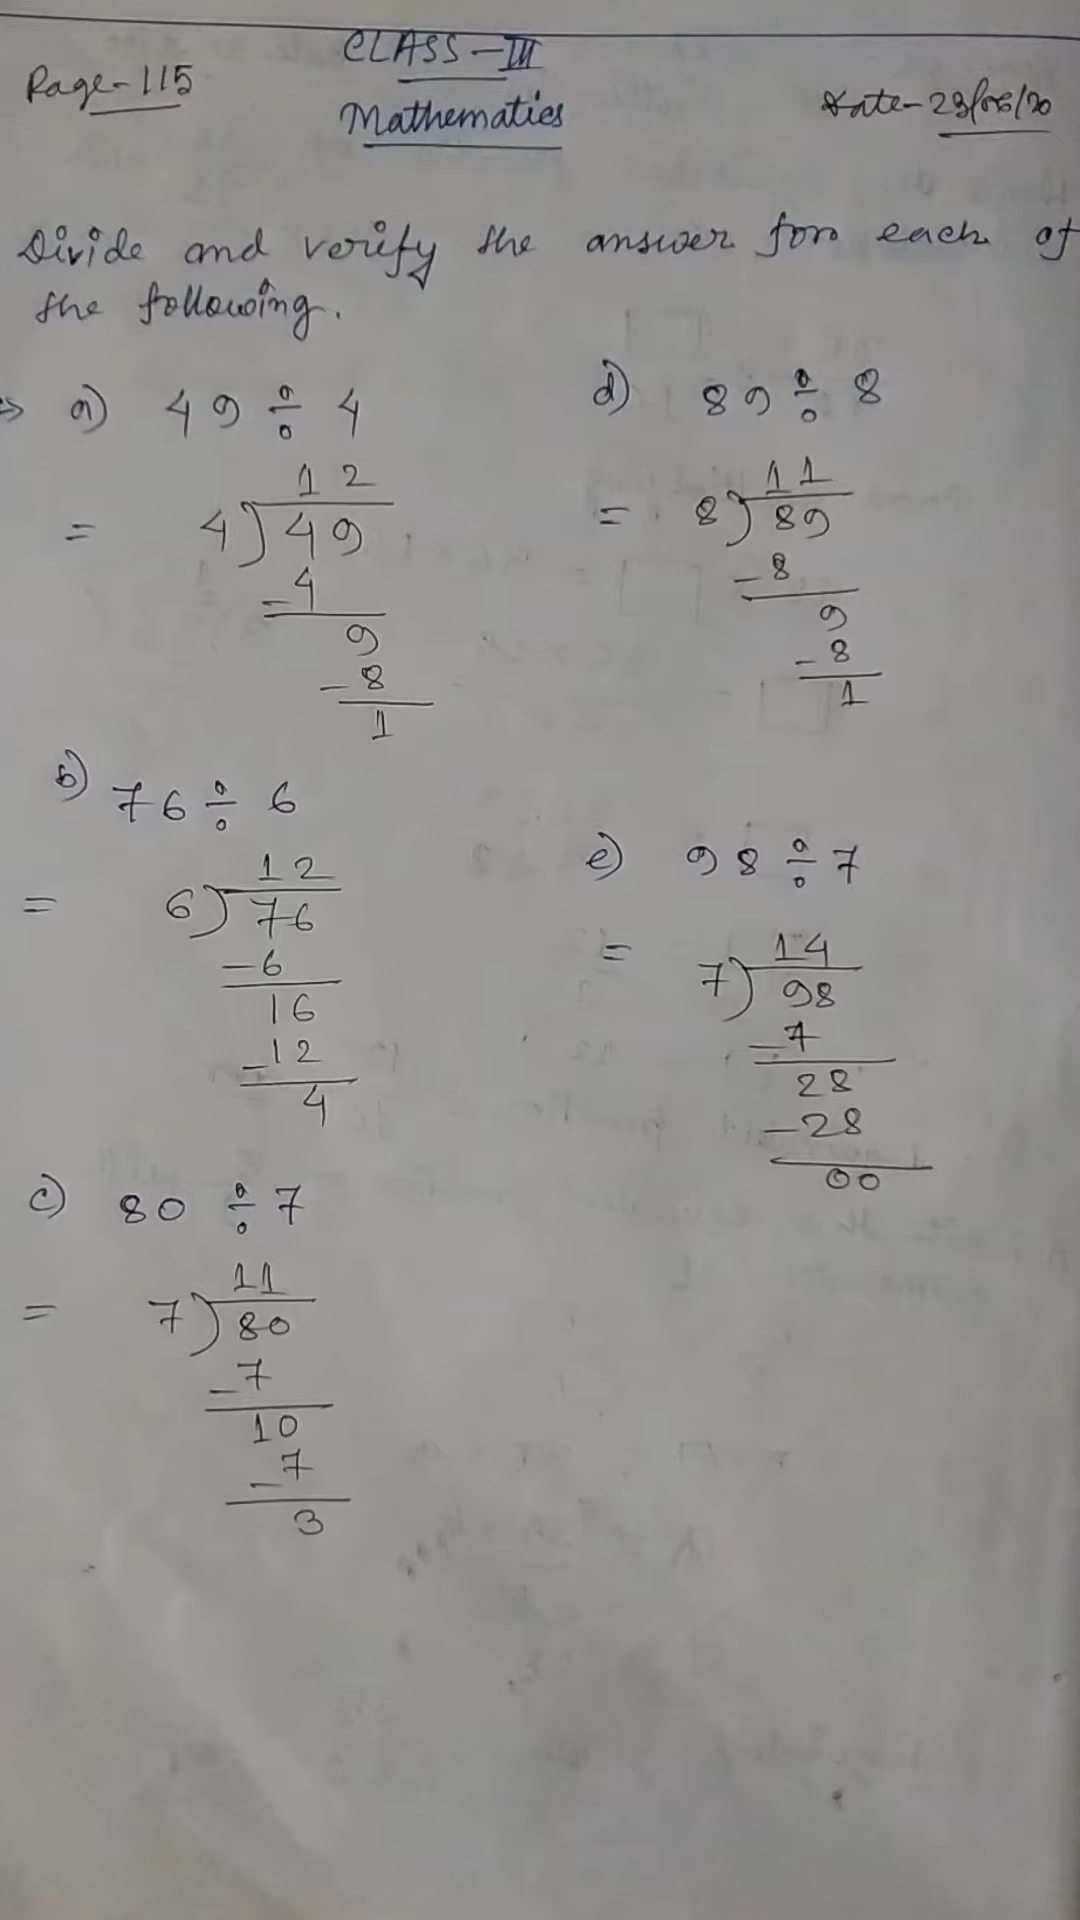 CLASS-III
Page-115
Mathematics
Date-23/06/20
Divide and verify the answer for each of
the following.
=> a) 49 ÷ 4
12
= 4) 49
-4
9
-8
1
b) 76 ÷ 6
12
= 6) 76
-6
16
-12
4
c) 80 ÷ 7
11
= 7) 80
-7
10
-7
3
d) 89 ÷ 8
11
= 8) 89
-8
9
-8
1
e) 98 ÷ 7
14
= 7) 98
-7
28
-28
00